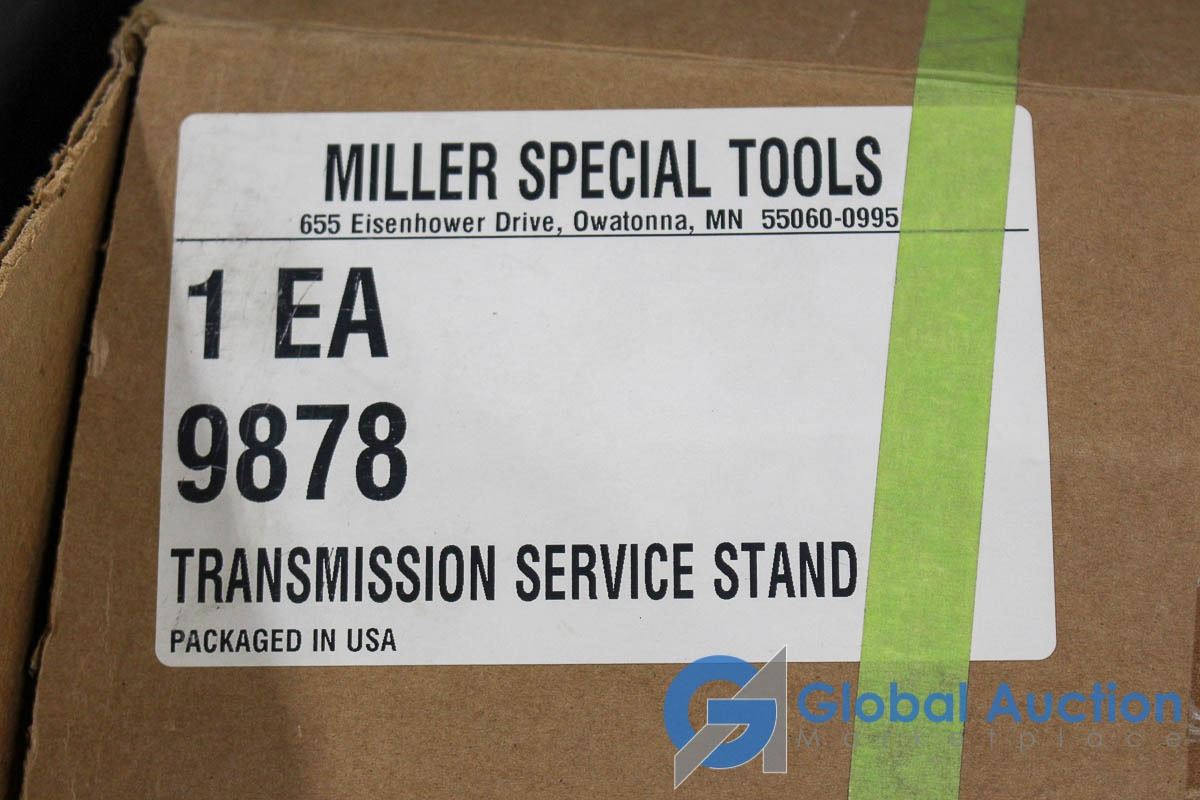 MILLER SPECIAL TOOLS
655 Eisenhower Drive, Owatonna, MN 55060-0995
1 EA
9878
TRANSMISSION SERVICE STAND
PACKAGED IN USA
Global Auction
Marketplace